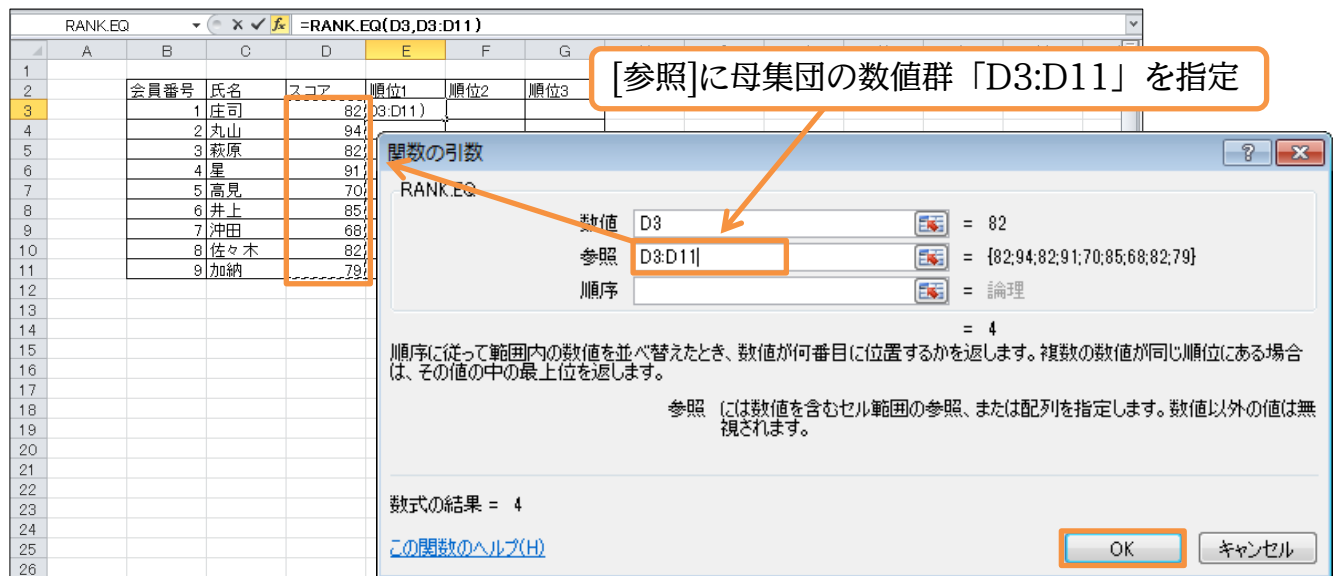 RANK.EQ =RANK.EQ(D3,D3:D11)
A B C D E F G
[参照]に母集団の数値群「D3:D11」を指定
1
2 会員番号 氏名 スコア 順位1 順位2 順位3
3 1 庄司 82 D3:D11)
4 2 丸山 94
5 3 萩原 82
6 4 星 91
7 5 高見 70
8 6 井上 85
9 7 沖田 68
10 8 佐々木 82
11 9 加納 79
12
13
14
15
16
17
18
19
20
21
22
23
24
25
26
関数の引数
RANK.EQ
数値 D3 = 82
参照 D3:D11 = {82;94;82;91;70;85;68;82;79}
順序 = 論理
= 4
順序に従って範囲内の数値を並べ替えたとき、数値が何番目に位置するかを返します。複数の数値が同じ順位にある場合
は、その値の中の最上位を返します。
参照 には数値を含むセル範囲の参照、または配列を指定します。数値以外の値は無
視されます。
数式の結果 = 4
この関数のヘルプ(H)
OK キャンセル